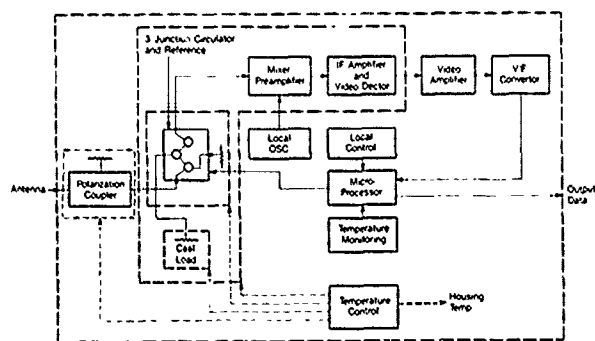 3 Junction Circulator
and Reference
Mixer
Preamplifier
IF Amplifier
and
Video Dector
Video
Amplifier
V/F
Convertor
Local
OSC
Local
Control
Antenna
Polarization
Coupler
Micro-
Processor
Output
Data
Temperature
Monitoring
Load
Temperature
Control
Housing
Temp